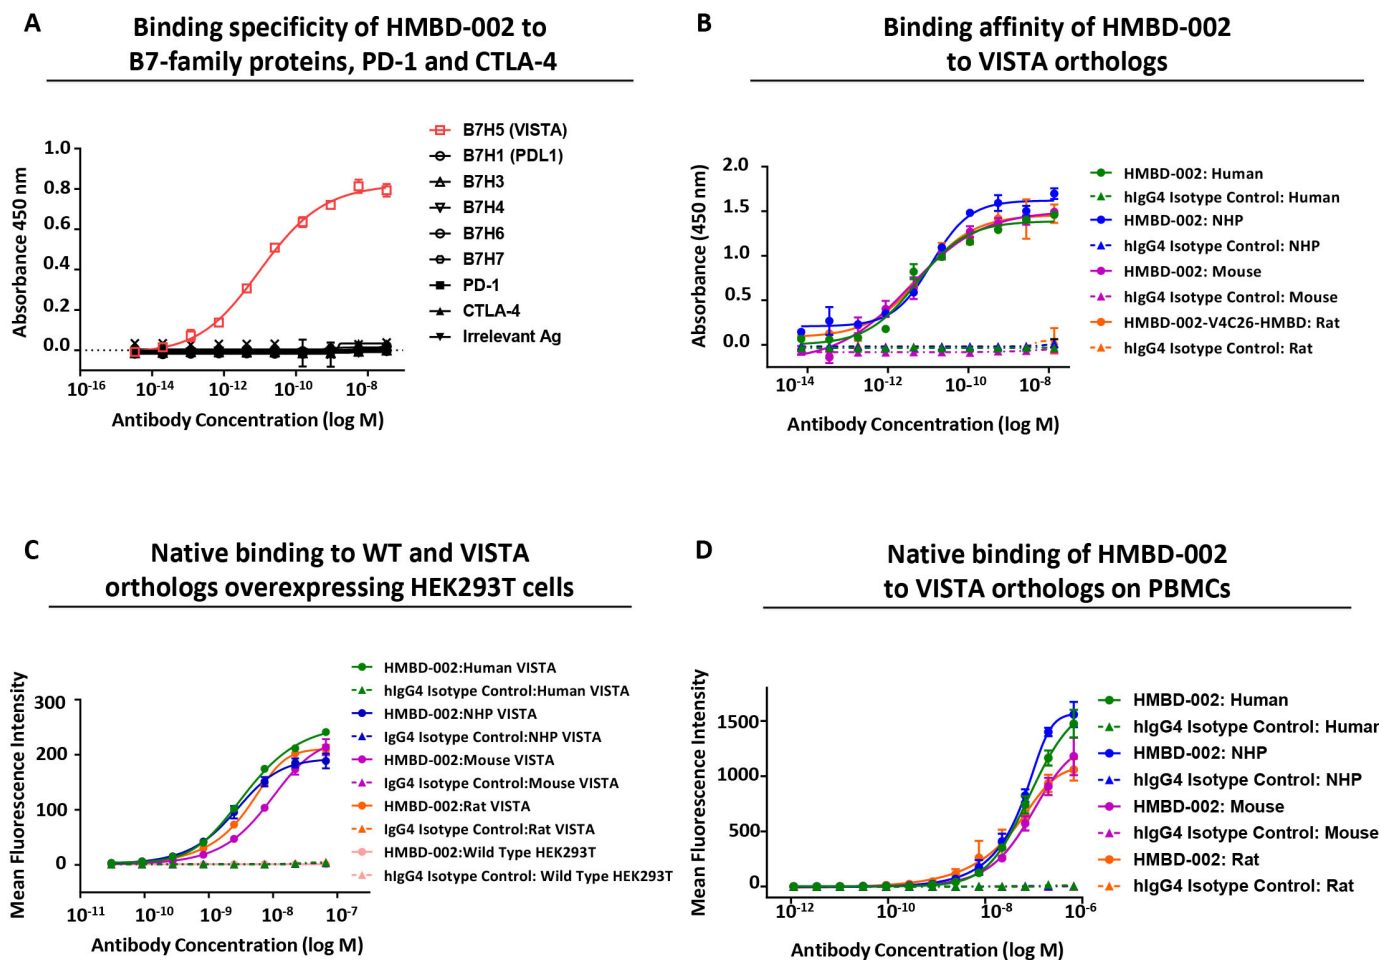 A
Binding specificity of HMBD-002 to
B7-family proteins, PD-1 and CTLA-4
Absorbance 450 nm
1.0
0.8
0.6
0.4
0.2
0.0
10-16
10-14
10-12
10-10
10-8
Antibody Concentration (log M)
B7H5 (VISTA)
B7H1 (PDL1)
B7H3
B7H4
B7H6
B7H7
PD-1
CTLA-4
Irrelevant Ag
B
Binding affinity of HMBD-002
to VISTA orthologs
Absorbance (450 nm)
2.0
1.5
1.0
0.5
0.0
10-14
10-12
10-10
10-8
Antibody Concentration (log M)
HMBD-002: Human
hIgG4 Isotype Control: Human
HMBD-002: NHP
hIgG4 Isotype Control: NHP
HMBD-002: Mouse
hIgG4 Isotype Control: Mouse
HMBD-002-V4C26-HMBD: Rat
hIgG4 Isotype Control: Rat
C
Native binding to WT and VISTA
orthologs overexpressing HEK293T cells
Mean Fluorescence Intensity
300
200
100
0
10-11
10-10
10-9
10-8
10-7
Antibody Concentration (log M)
HMBD-002:Human VISTA
hIgG4 Isotype Control:Human VISTA
HMBD-002:NHP VISTA
IgG4 Isotype Control:NHP VISTA
HMBD-002:Mouse VISTA
IgG4 Isotype Control:Mouse VISTA
HMBD-002:Rat VISTA
IgG4 Isotype Control:Rat VISTA
HMBD-002:Wild Type HEK293T
hIgG4 Isotype Control: Wild Type HEK293T
D
Native binding of HMBD-002
to VISTA orthologs on PBMCs
Mean Fluorescence Intensity
1500
1000
500
0
10-12
10-10
10-8
10-6
Antibody Concentration (log M)
HMBD-002: Human
hIgG4 Isotype Control: Human
HMBD-002: NHP
hIgG4 Isotype Control: NHP
HMBD-002: Mouse
hIgG4 Isotype Control: Mouse
HMBD-002: Rat
hIgG4 Isotype Control: Rat